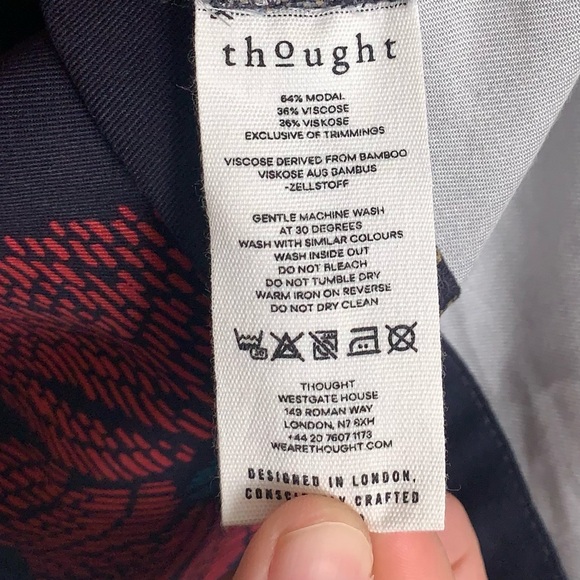 thought
64% MODAL
36% VISCOSE
36% VISKOSE
EXCLUSIVE OF TRIMMINGS
VISCOSE DERIVED FROM BAMBOO
VISKOSE AUS BAMBUS
-ZELLSTOFF
GENTLE MACHINE WASH
AT 30 DEGREES
WASH WITH SIMILAR COLOURS
WASH INSIDE OUT
DO NOT BLEACH
DO NOT TUMBLE DRY
WARM IRON ON REVERSE
DO NOT DRY CLEAN
THOUGHT
WESTGATE HOUSE
149 ROMAN WAY
LONDON, N7 8XH
+44 20 7607 1173
WEARETHOUGHT.COM
DESIGNED IN LONDON,
CRAFTED